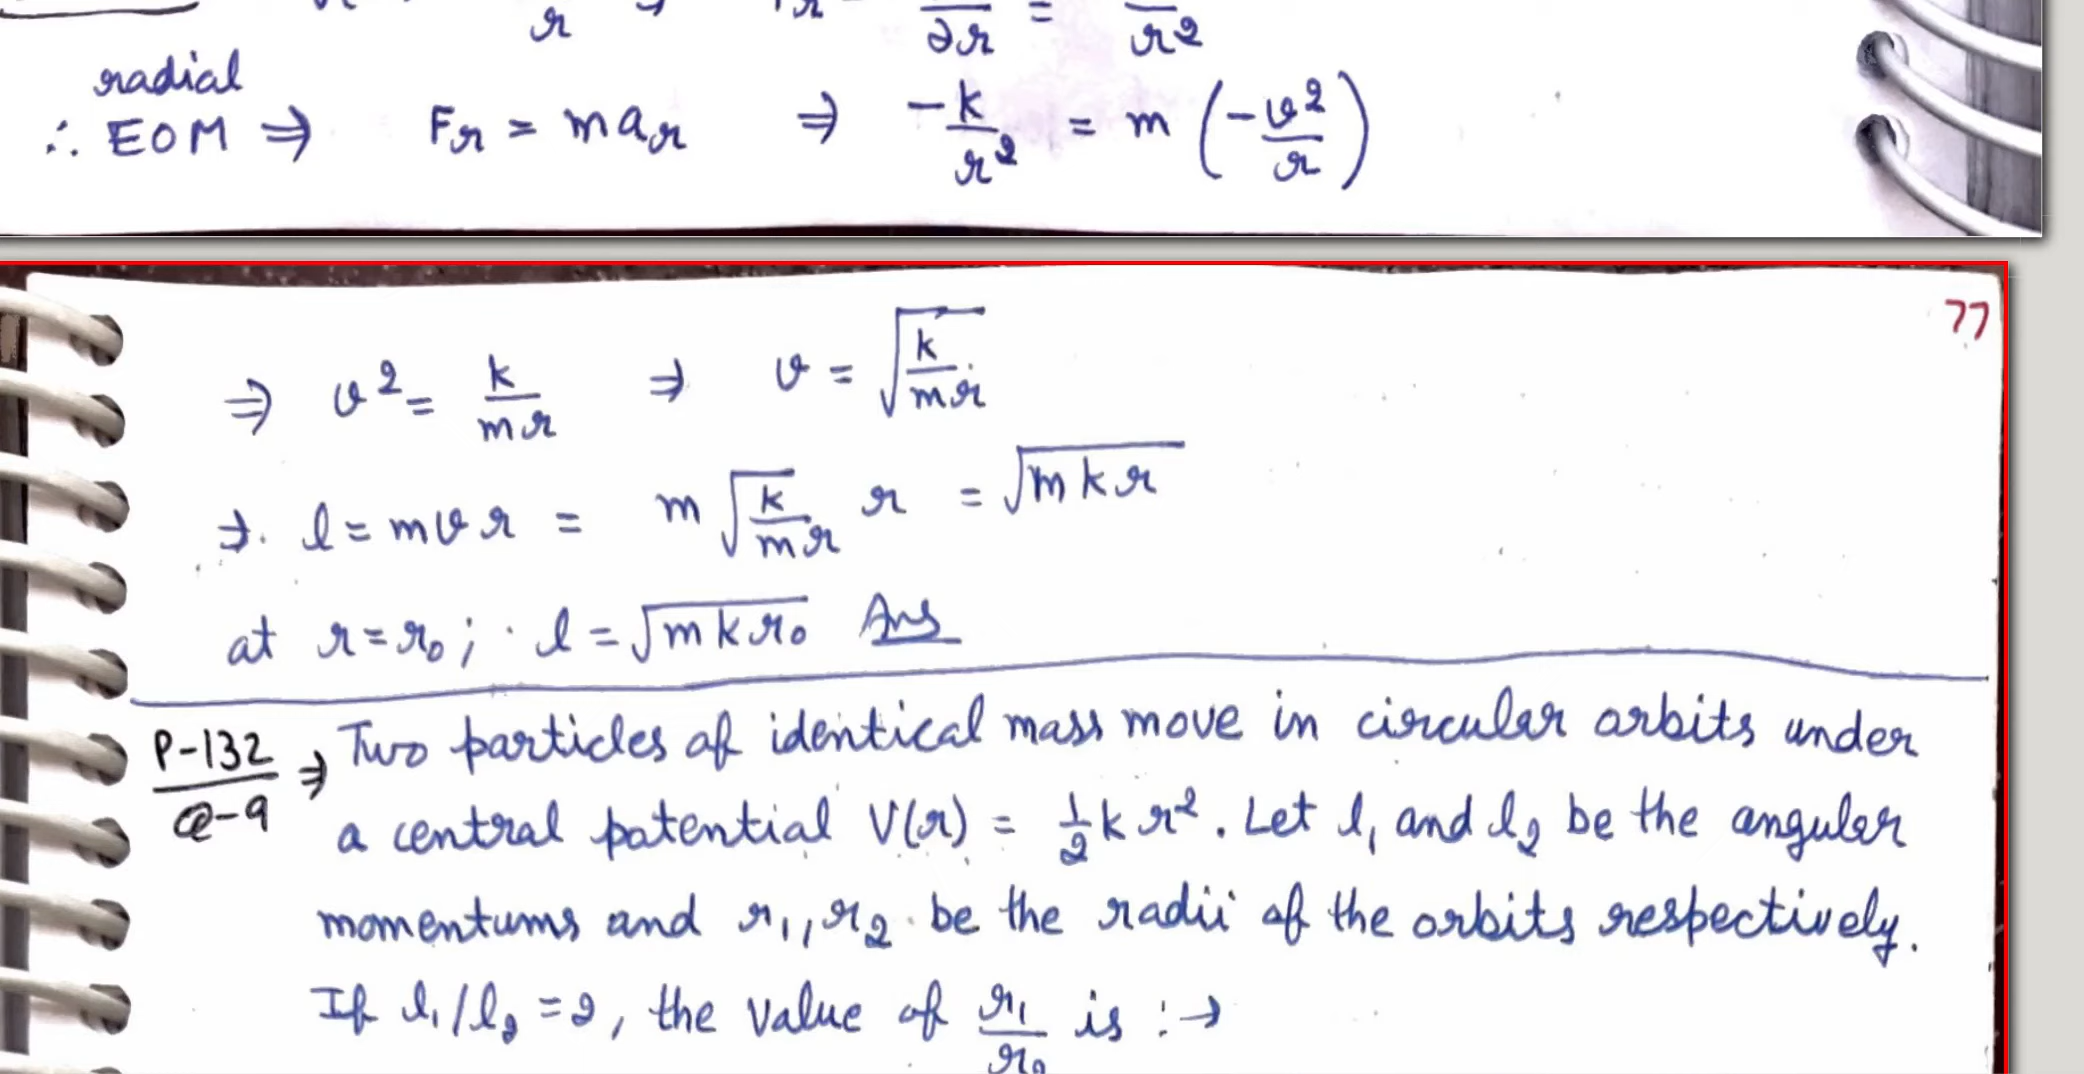 r ∂r = r²
radial
∴ EOM ⇒ Fr = mar ⇒ -k/r² = m(-v²/r)
77
⇒ v² = k/mr ⇒ v = √(k/mr)
⇒ l = mvr = m√(k/mr) r = √mkr
at r=r₀; l = √mkr₀ Ans
P-132/Q-9 ⇒ Two particles of identical mass move in circular orbits under
a central potential V(r) = ½kr². Let l₁ and l₂ be the angular
momentums and r₁, r₂ be the radii of the orbits respectively.
If l₁/l₂ = 2, the value of r₁/r₂ is :→